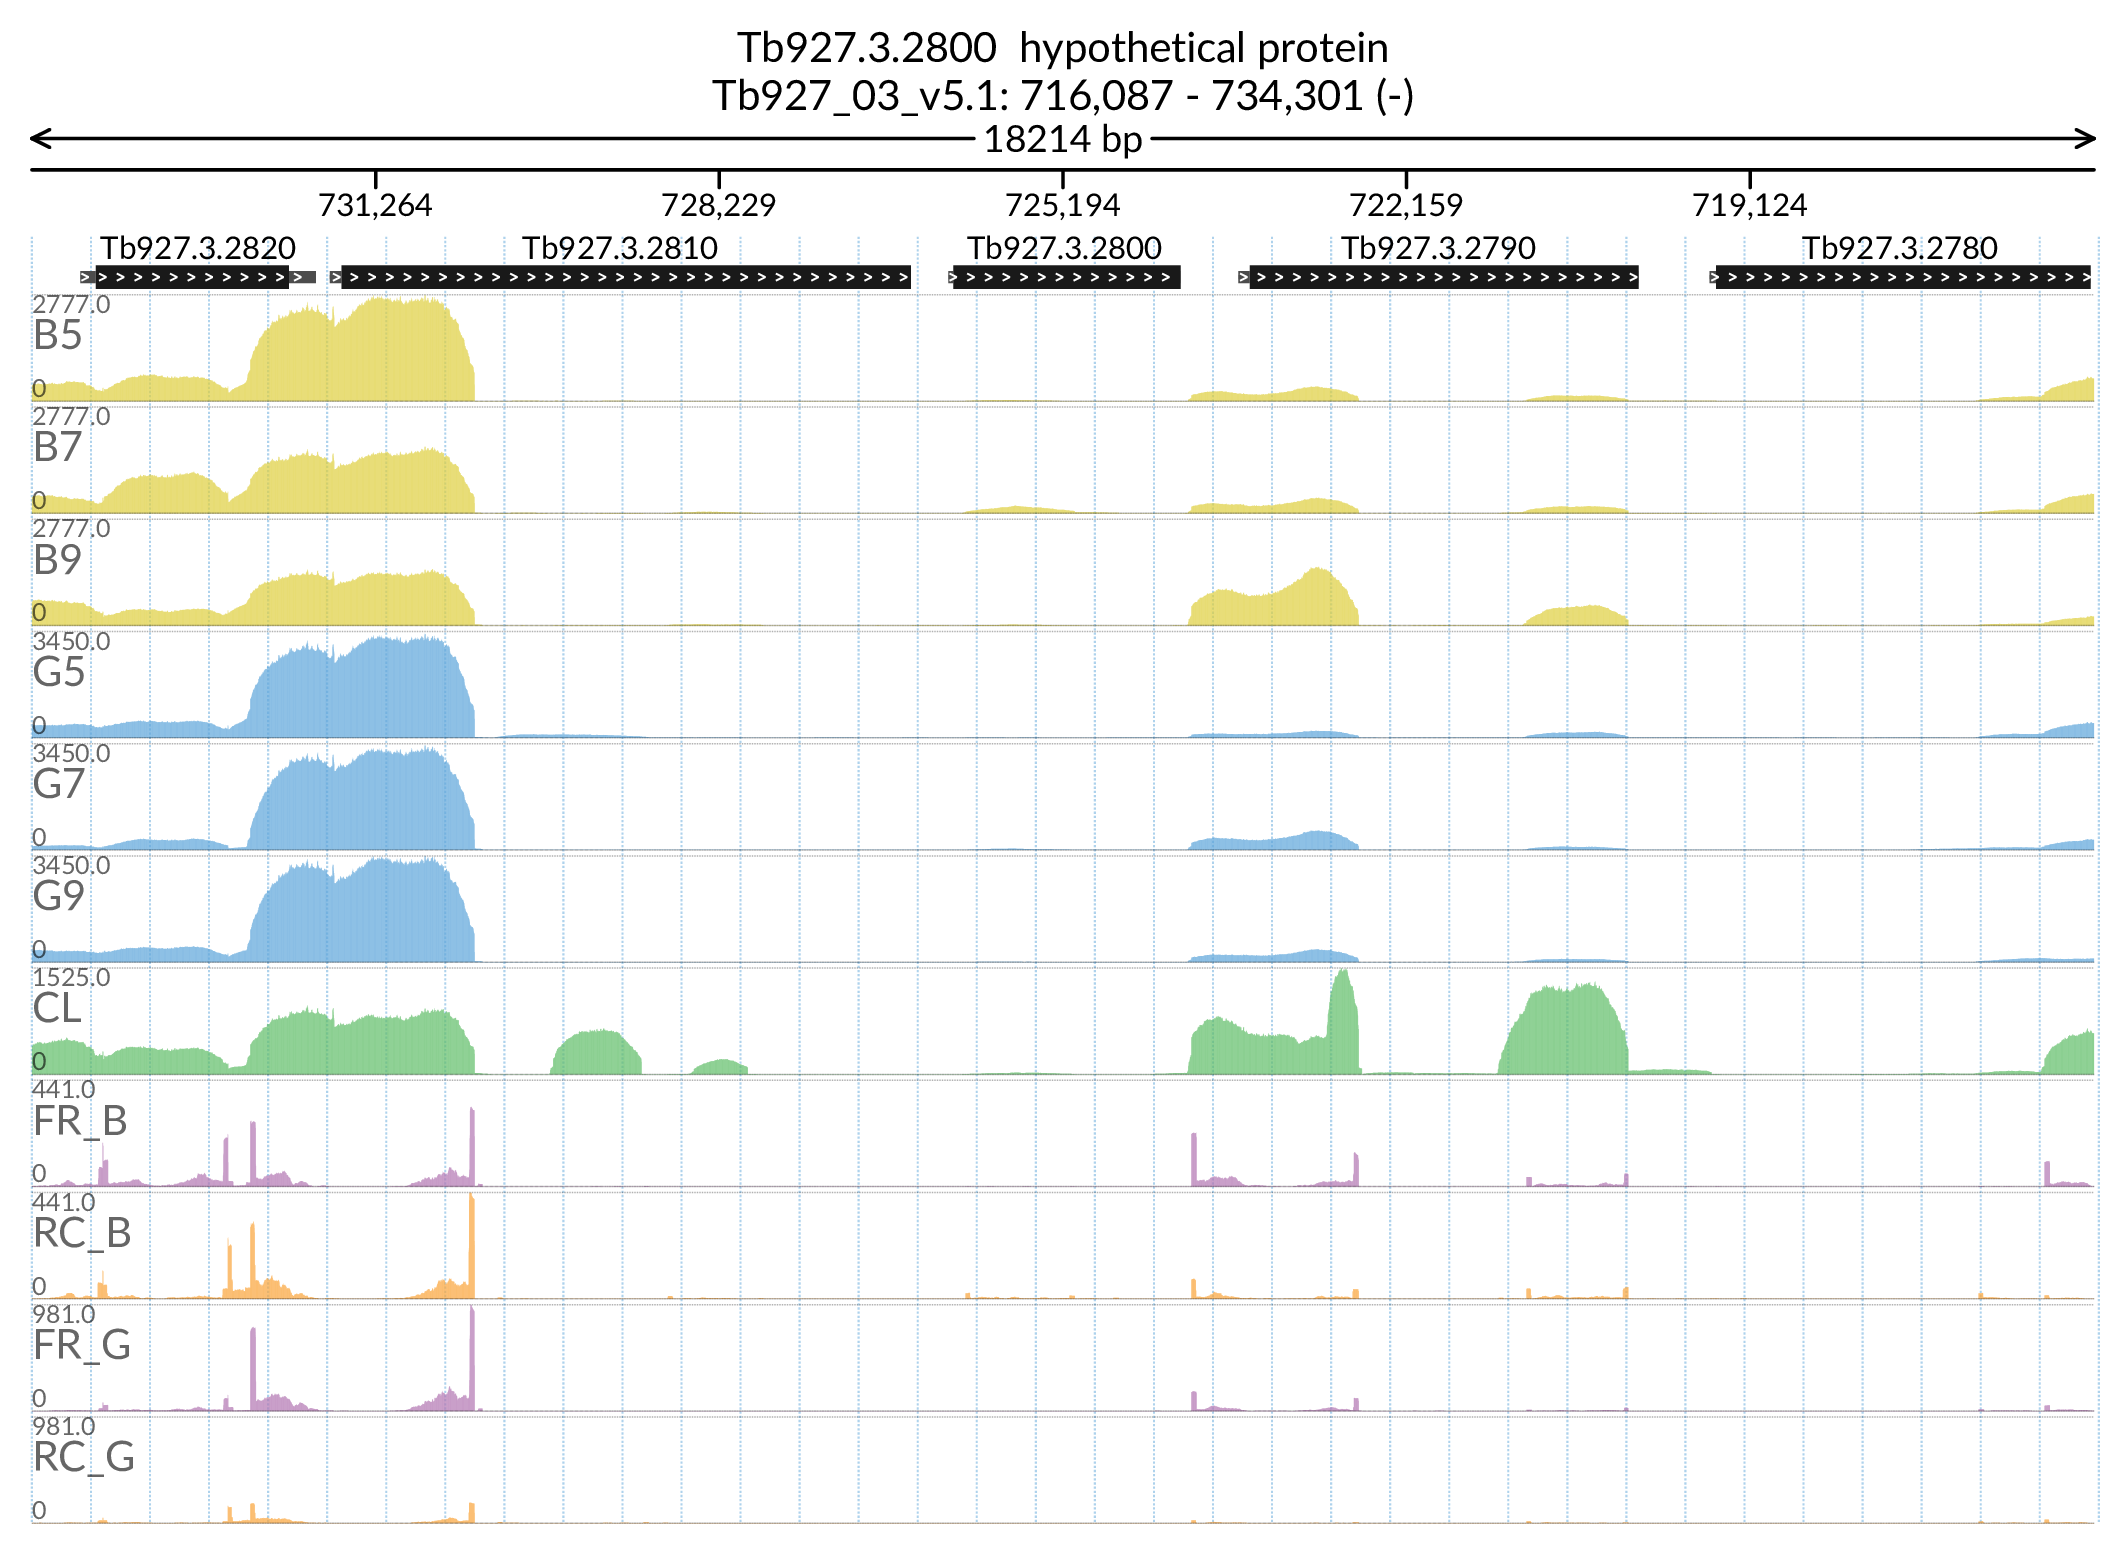 Tb927.3.2800  hypothetical protein
Tb927_03_v5.1: 716,087 - 734,301 (-)
18214 bp
731,264 728,229 725,194 722,159 719,124
Tb927.3.2820 Tb927.3.2810 Tb927.3.2800 Tb927.3.2790 Tb927.3.2780
2777.0
B5
0
2777.0
B7
0
2777.0
B9
0
3450.0
G5
0
3450.0
G7
0
3450.0
G9
0
1525.0
CL
0
441.0
FR_B
0
441.0
RC_B
0
981.0
FR_G
0
981.0
RC_G
0